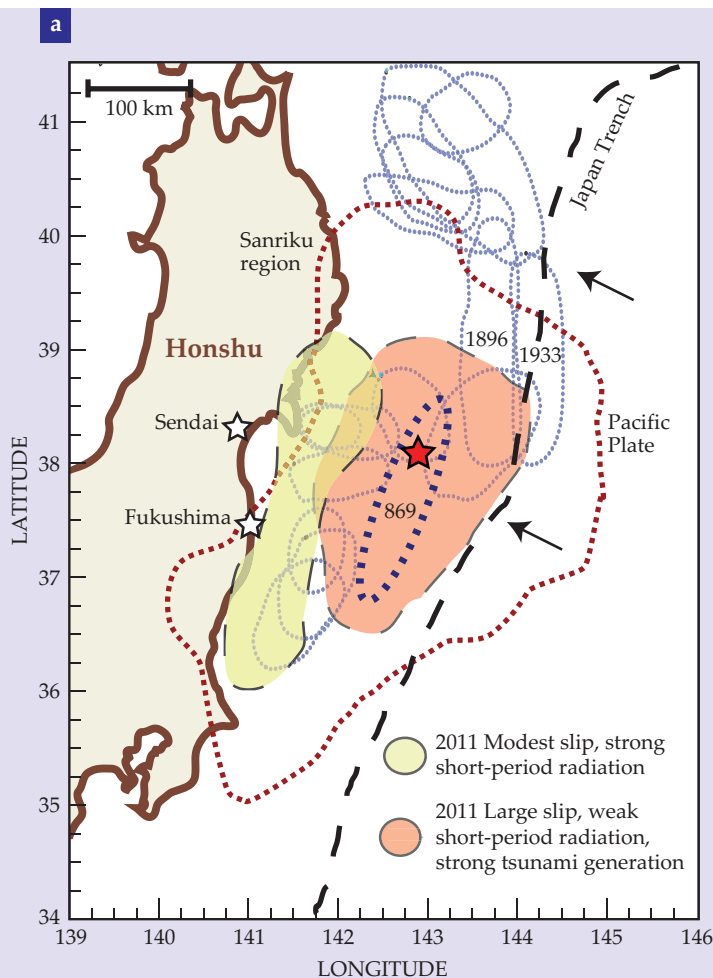 a
100 km
41
40
39
38
37
36
35
34
LATITUDE
Japan Trench
Sanriku
region
Honshu
1896
1933
Sendai
Pacific
Plate
Fukushima
869
2011 Modest slip, strong
short-period radiation
2011 Large slip, weak
short-period radiation,
strong tsunami generation
139 140 141 142 143 144 145 146
LONGITUDE